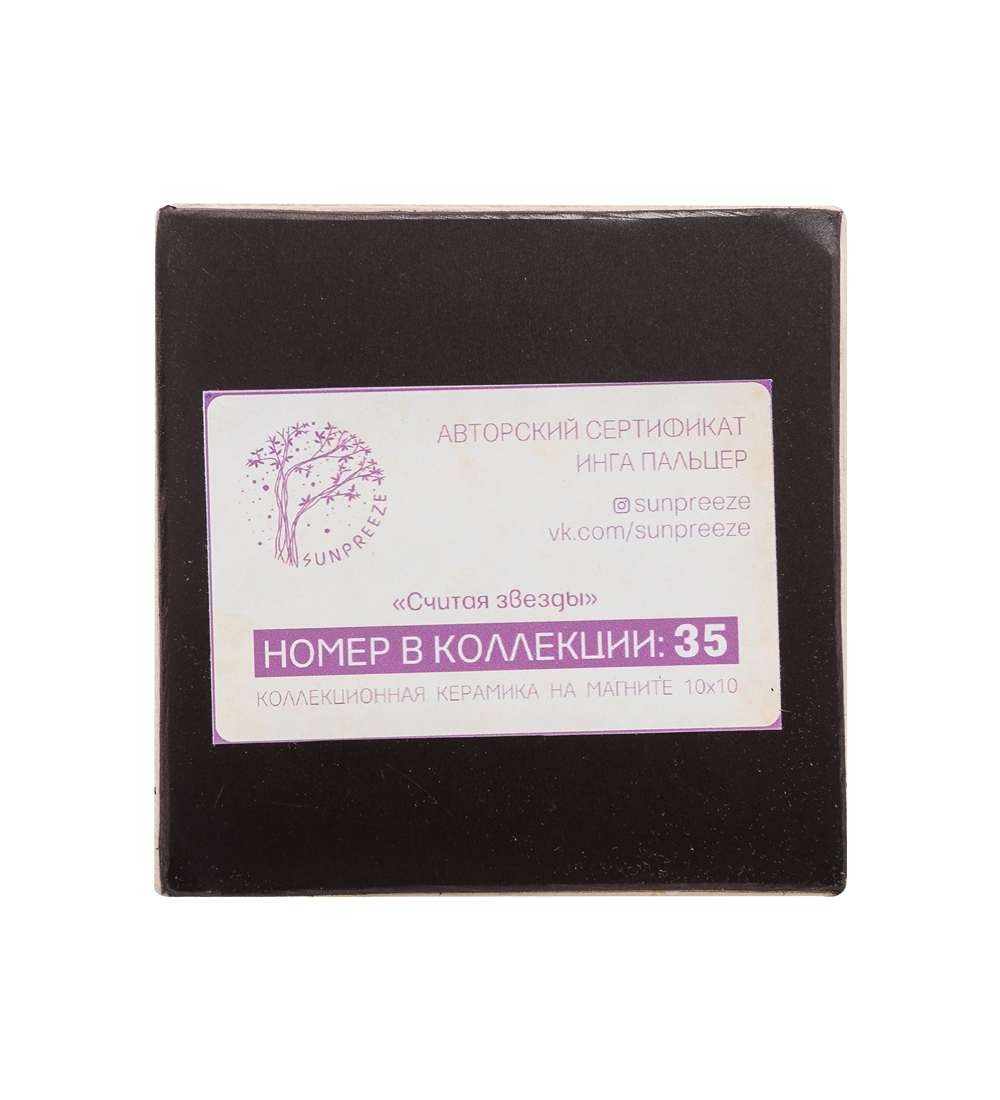 SUNPREEZE
АВТОРСКИЙ СЕРТИФИКАТ
ИНГА ПАЛЬЦЕР
sunpreeze
vk.com/sunpreeze
«Считая звезды»
НОМЕР В КОЛЛЕКЦИИ: 35
КОЛЛЕКЦИОННАЯ КЕРАМИКА НА МАГНИТЕ 10x10